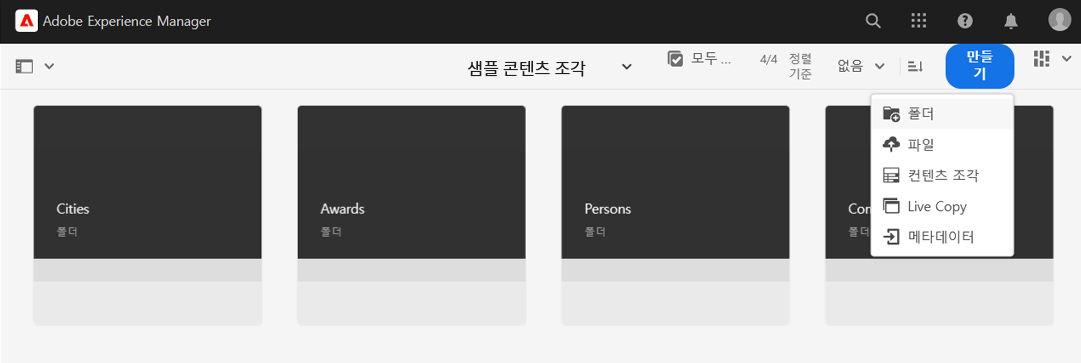 Adobe Experience Manager
샘플 콘텐츠 조각
모두 ...
4/4
정렬
기준
없음
만들
기
폴더
파일
컨텐츠 조각
Live Copy
메타데이터
Cities
폴더
Awards
폴더
Persons
폴더
Con
폴더